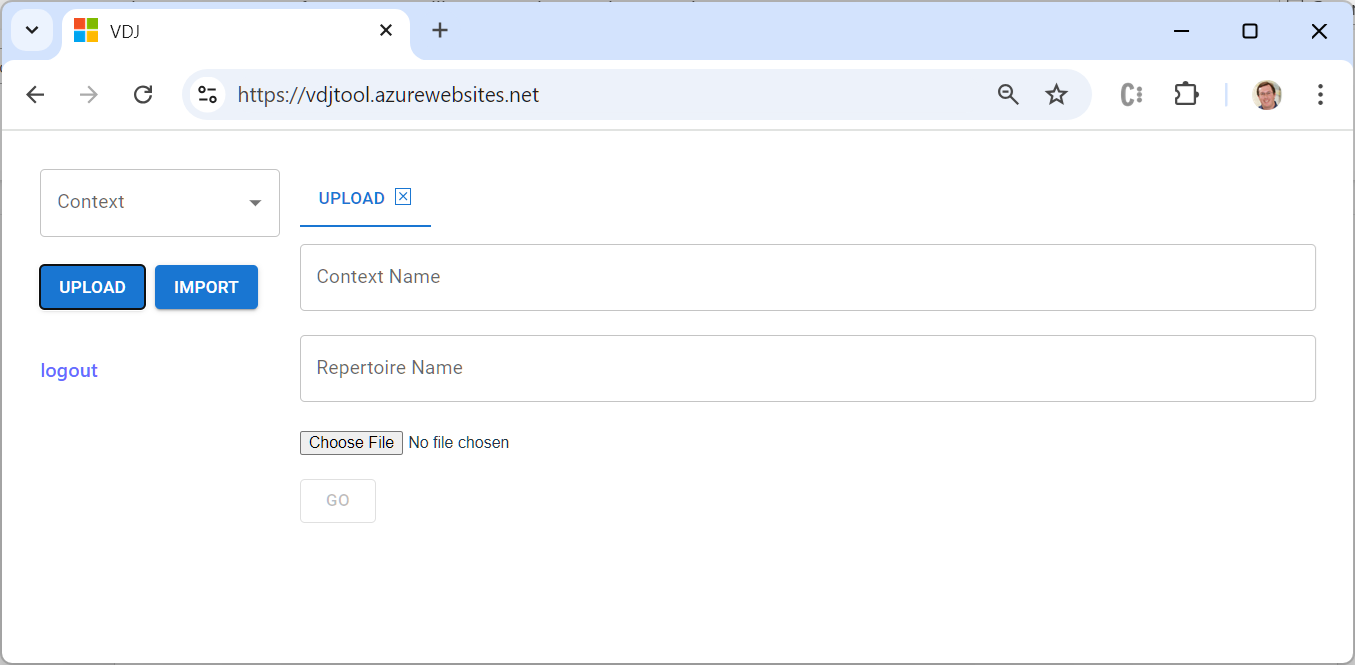 VDJ
https://vdjtool.azurewebsites.net
Context
UPLOAD
UPLOAD IMPORT
Context Name
Repertoire Name
logout
Choose File No file chosen
GO